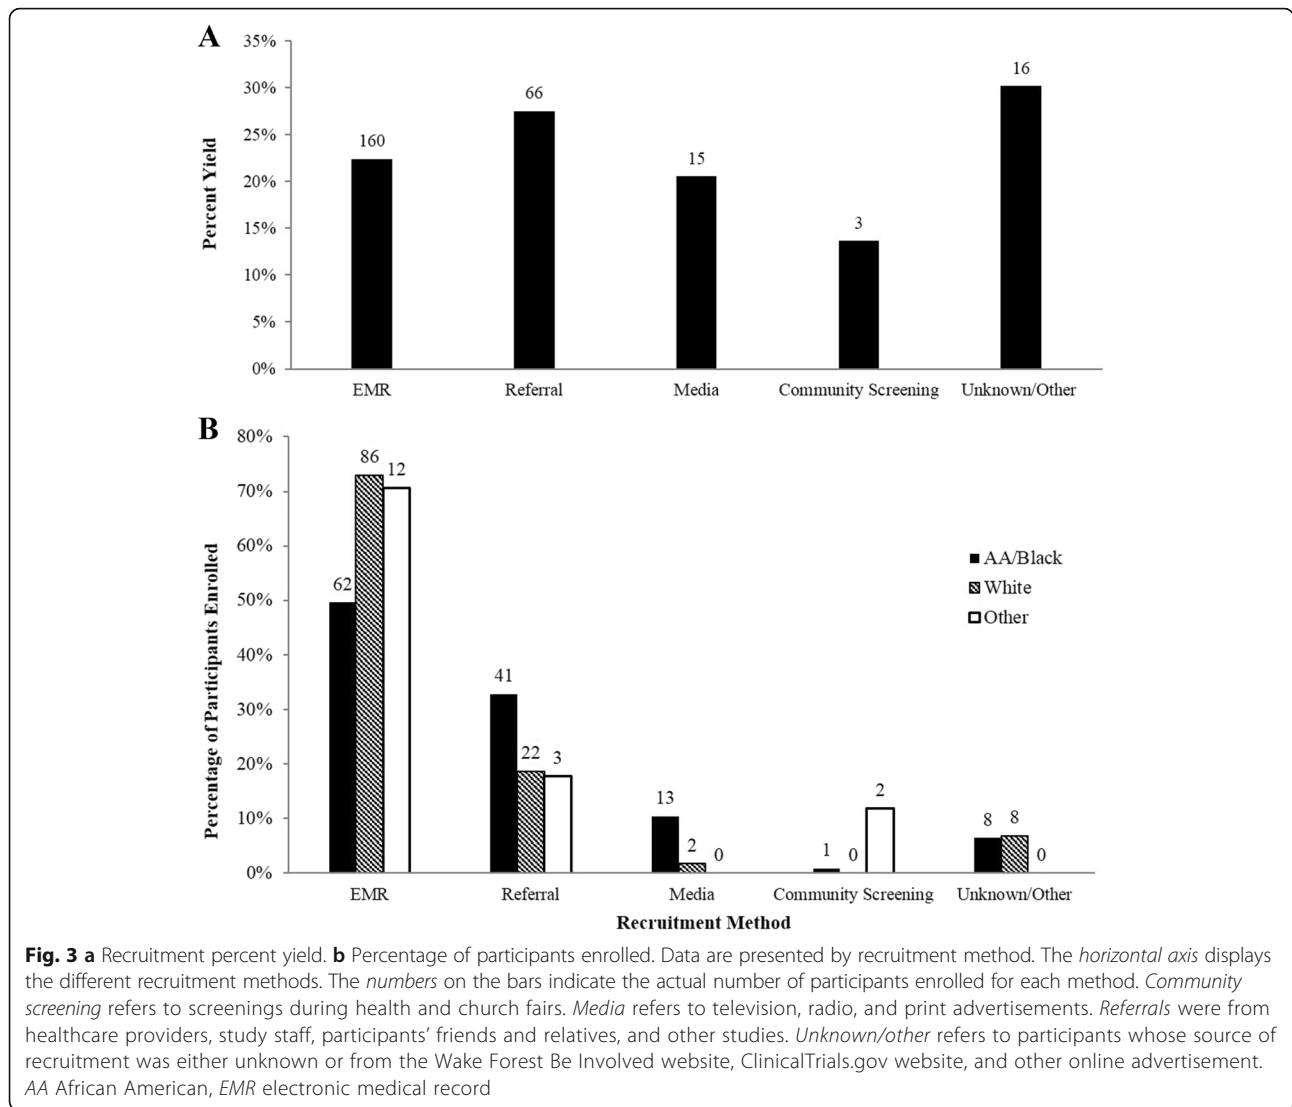 A
35%
30%
25%
20%
15%
10%
5%
0%
Percent Yield
160
66
15
3
16
EMR
Referral
Media
Community Screening
Unknown/Other
B
80%
70%
60%
50%
40%
30%
20%
10%
0%
Percentage of Participants Enrolled
62
86
12
41
22
3
13
2
0
1
0
2
8
8
0
AA/Black
White
Other
EMR
Referral
Media
Community Screening
Unknown/Other
Recruitment Method
Fig. 3 a Recruitment percent yield. b Percentage of participants enrolled. Data are presented by recruitment method. The horizontal axis displays
the different recruitment methods. The numbers on the bars indicate the actual number of participants enrolled for each method. Community
screening refers to screenings during health and church fairs. Media refers to television, radio, and print advertisements. Referrals were from
healthcare providers, study staff, participants' friends and relatives, and other studies. Unknown/other refers to participants whose source of
recruitment was either unknown or from the Wake Forest Be Involved website, ClinicalTrials.gov website, and other online advertisement.
AA African American, EMR electronic medical record